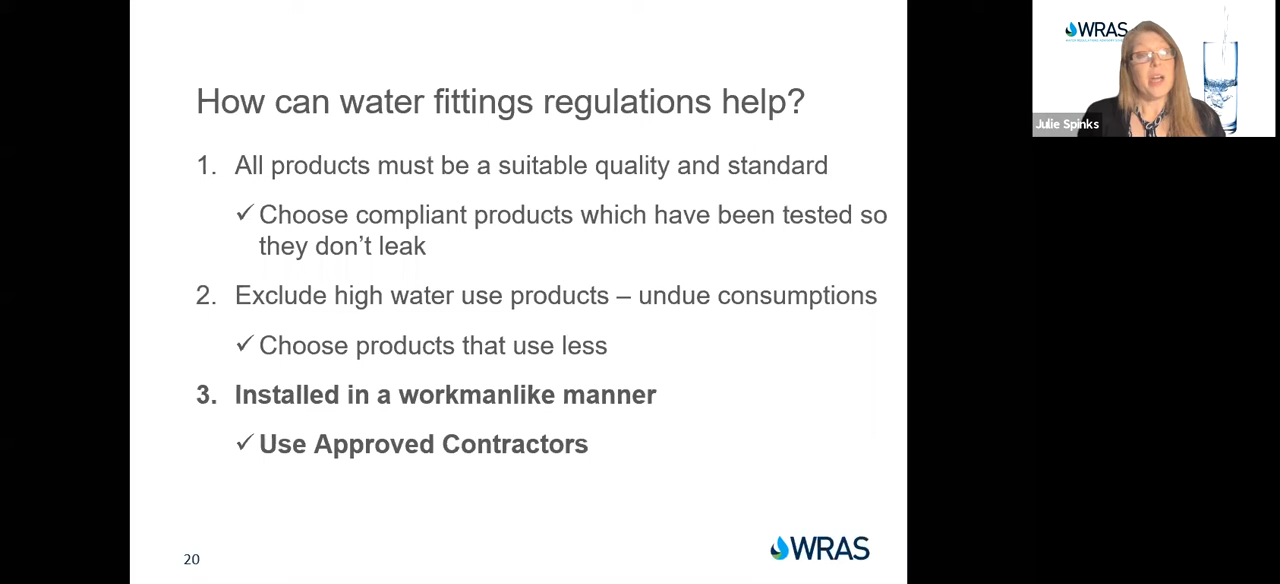 How can water fittings regulations help?
1. All products must be a suitable quality and standard
✓ Choose compliant products which have been tested so
they don't leak
2. Exclude high water use products – undue consumptions
✓ Choose products that use less
3. Installed in a workmanlike manner
✓ Use Approved Contractors
20
WRAS
WRAS
Julie Spinks